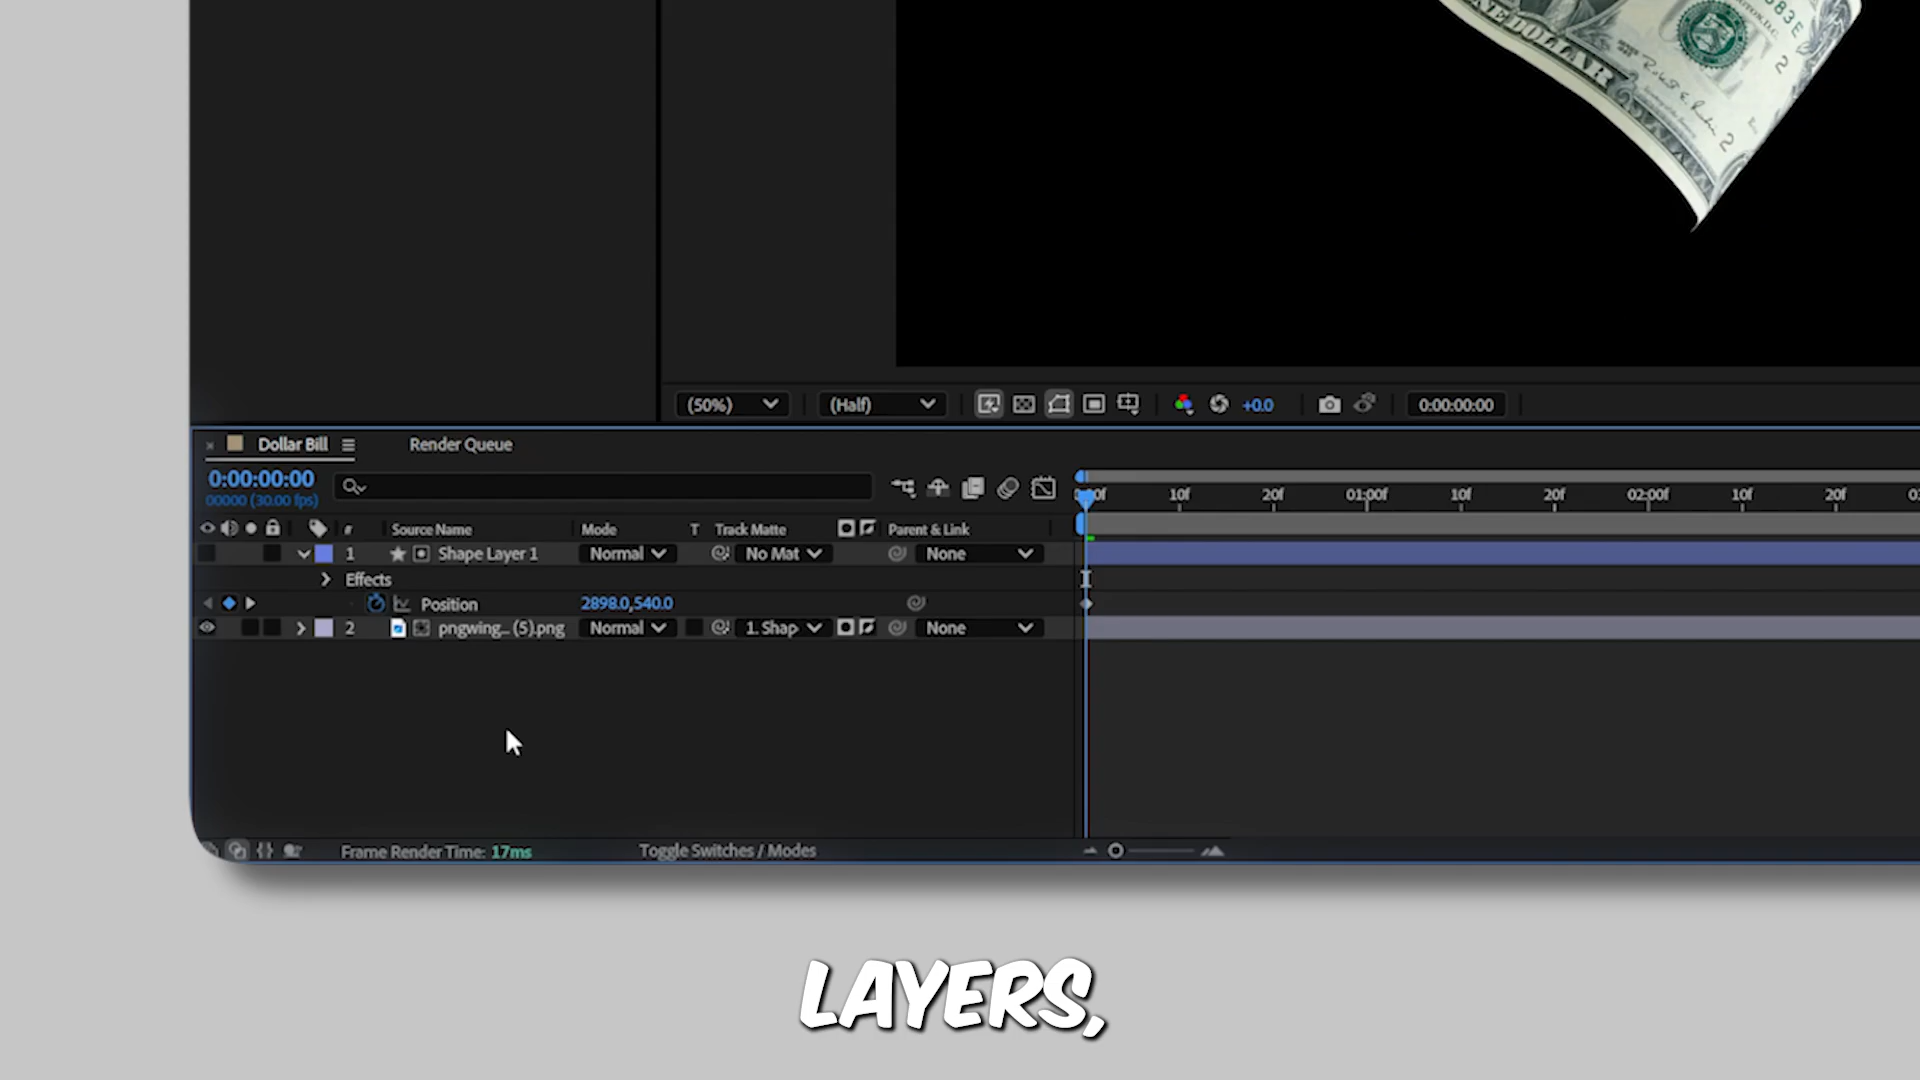 ONE DOLLAR
(50%)
(Half)
+0.0
0:00:00:00
Dollar Bill
Render Queue
0:00:00:00
00000 (30.00 fps)
10f
20f
01:00f
10f
20f
02:00f
10f
20f
# Source Name Mode T Track Matte Parent & Link
1 Shape Layer 1 Normal No Mat None
Effects
Position 2898.0,540.0
2 pngwing... (5).png Normal 1. Shap None
Frame Render Time: 17ms
Toggle Switches / Modes
LAYERS,